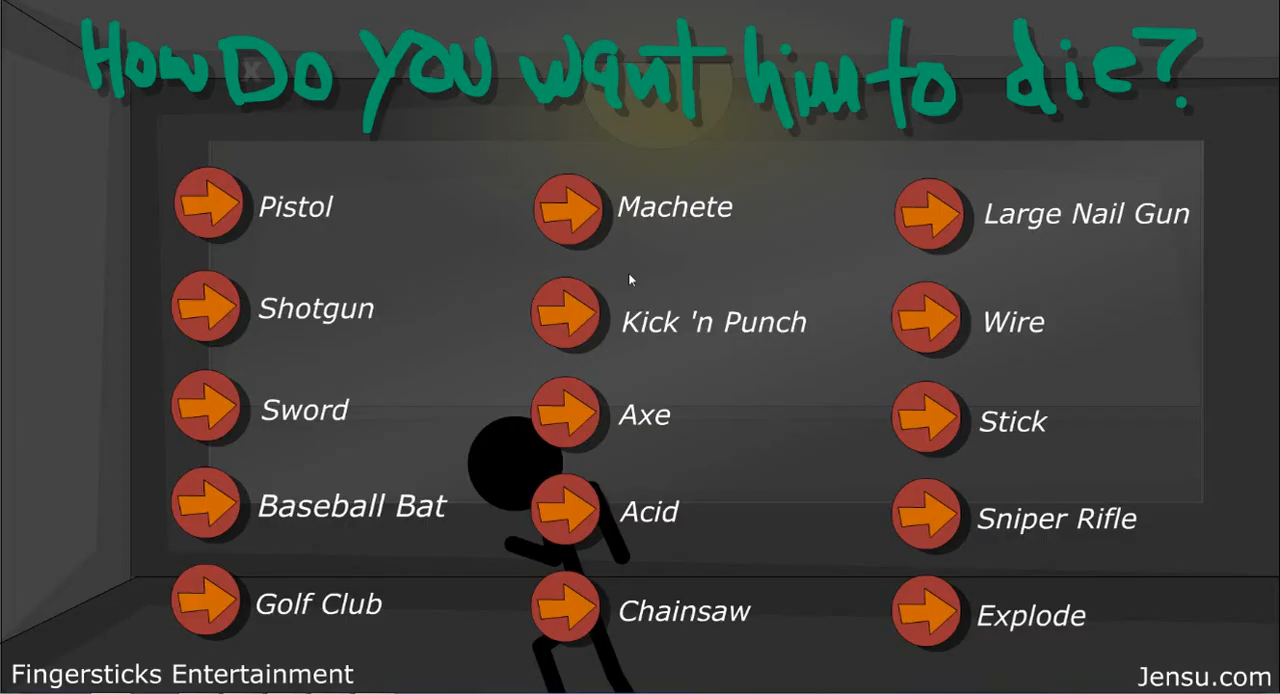 How Do you want him to die?
X
Pistol
Machete
Large Nail Gun
Shotgun
Kick 'n Punch
Wire
Sword
Axe
Stick
Baseball Bat
Acid
Sniper Rifle
Golf Club
Chainsaw
Explode
Fingersticks Entertainment
Jensu.com